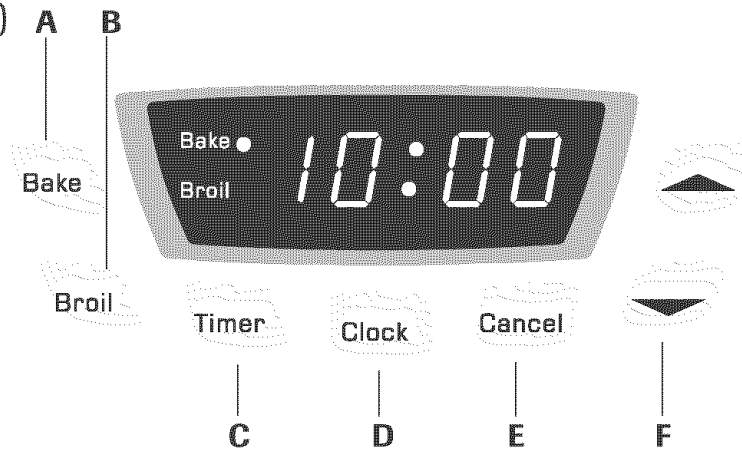 ) A B
Bake 10:00
Bake
Broil
Broil
Timer Clock Cancel
C D E F